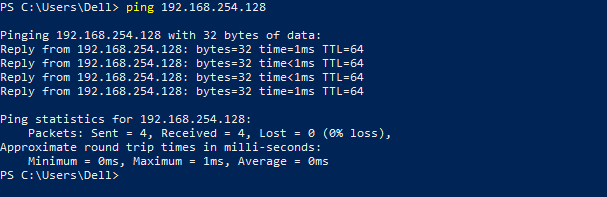 PS C:\Users\Dell> ping 192.168.254.128
Pinging 192.168.254.128 with 32 bytes of data:
Reply from 192.168.254.128: bytes=32 time=1ms TTL=64
Reply from 192.168.254.128: bytes=32 time<1ms TTL=64
Reply from 192.168.254.128: bytes=32 time<1ms TTL=64
Reply from 192.168.254.128: bytes=32 time=1ms TTL=64
Ping statistics for 192.168.254.128:
    Packets: Sent = 4, Received = 4, Lost = 0 (0% loss),
Approximate round trip times in milli-seconds:
    Minimum = 0ms, Maximum = 1ms, Average = 0ms
PS C:\Users\Dell>